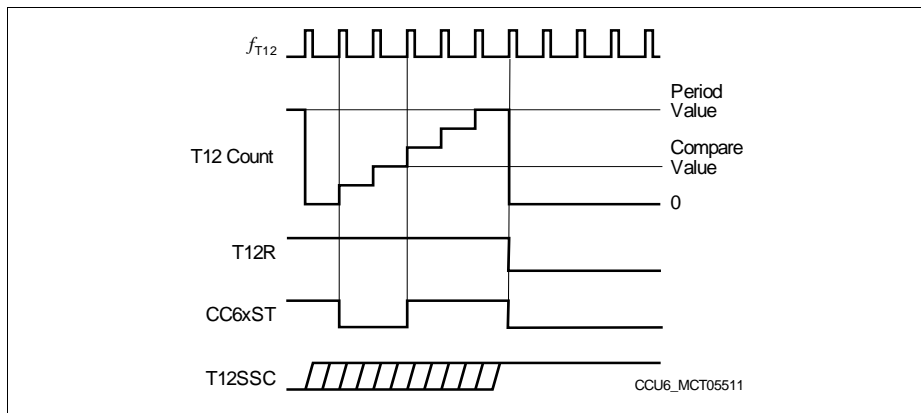 fT12
Period
Value
T12 Count
Compare
Value
0
T12R
CC6xST
T12SSC
CCU6_MCT05511